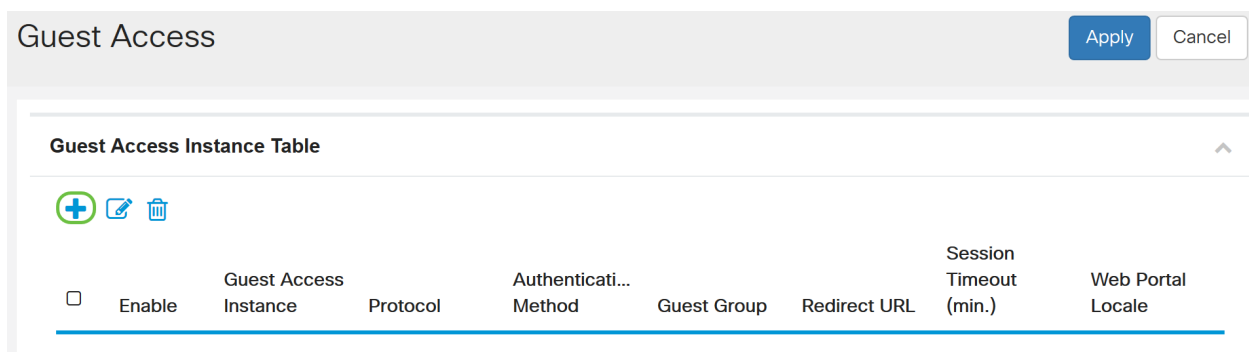 Guest Access
Apply
Cancel
Guest Access Instance Table
Enable
Guest Access
Instance
Protocol
Authenticati...
Method
Guest Group
Redirect URL
Session
Timeout
(min.)
Web Portal
Locale